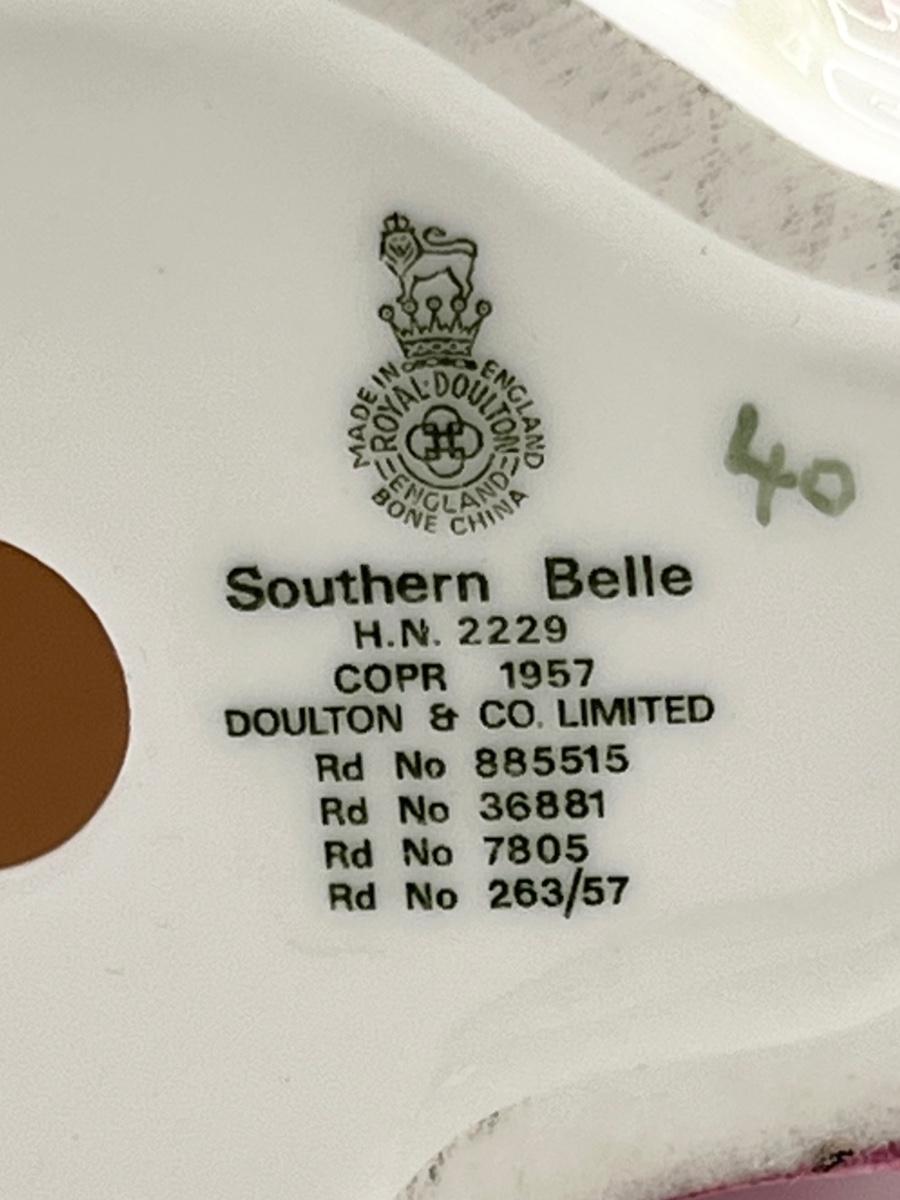 MADE IN ENGLAND
ROYAL·DOULTON
ENGLAND
BONE CHINA
40
Southern Belle
H.N. 2229
COPR 1957
DOULTON & CO. LIMITED
Rd No 885515
Rd No 36881
Rd No 7805
Rd No 263/57